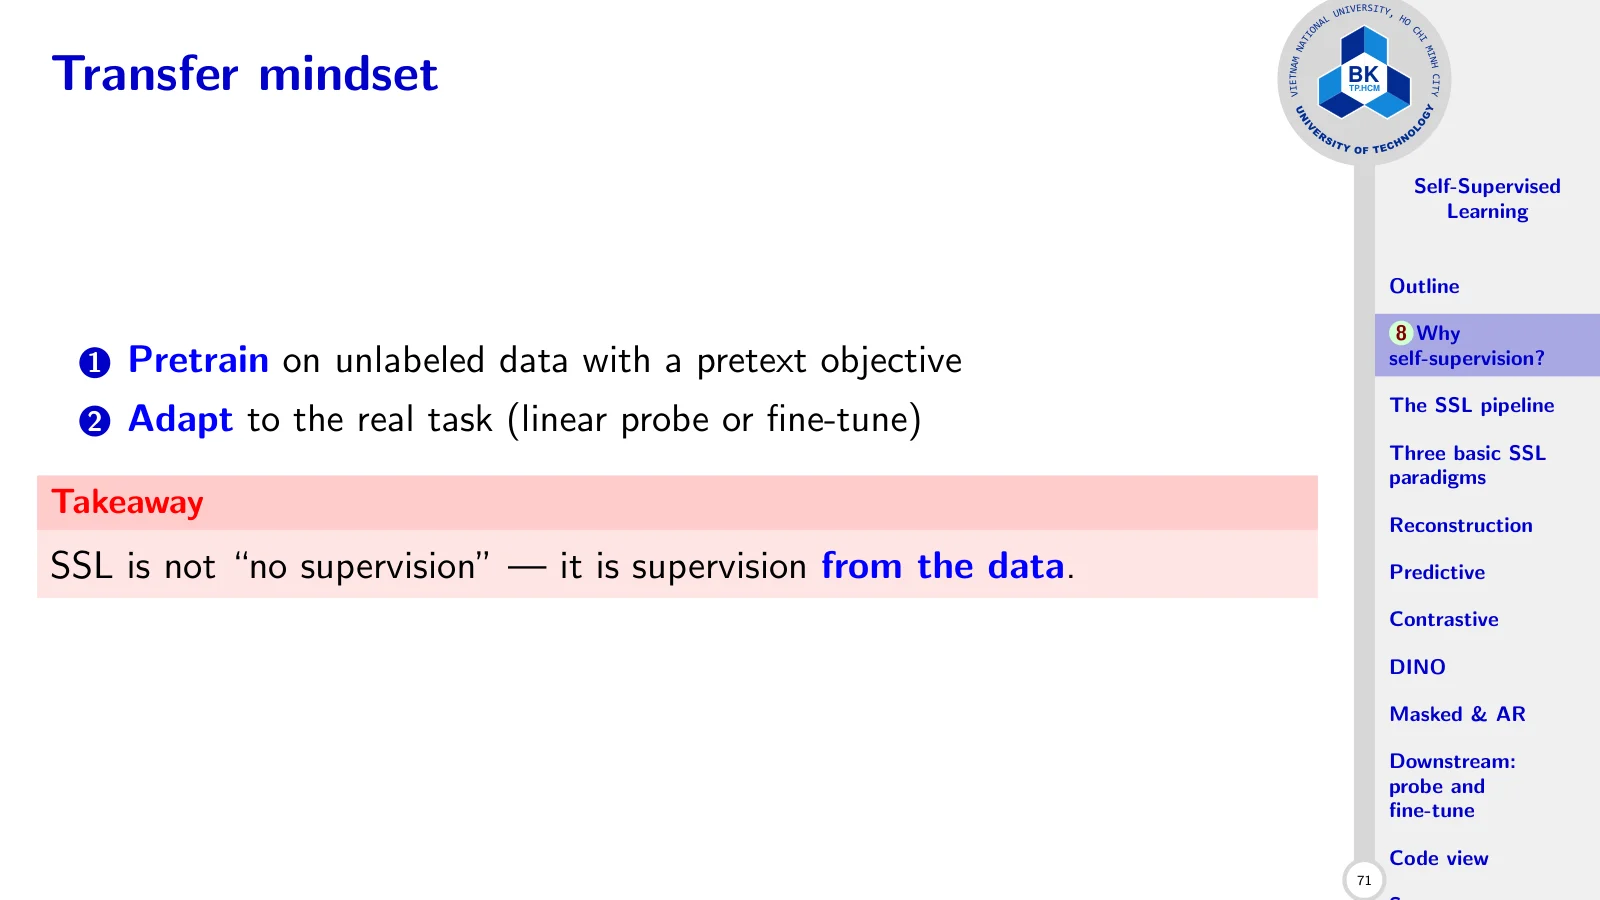 Transfer mindset
1 Pretrain on unlabeled data with a pretext objective
2 Adapt to the real task (linear probe or fine-tune)
Takeaway
SSL is not “no supervision” — it is supervision from the data.
VIETNAM NATIONAL UNIVERSITY, HO CHI MINH CITY
BK
TP.HCM
UNIVERSITY OF TECHNOLOGY
Self-Supervised
Learning
Outline
8 Why
self-supervision?
The SSL pipeline
Three basic SSL
paradigms
Reconstruction
Predictive
Contrastive
DINO
Masked & AR
Downstream:
probe and
fine-tune
Code view
71